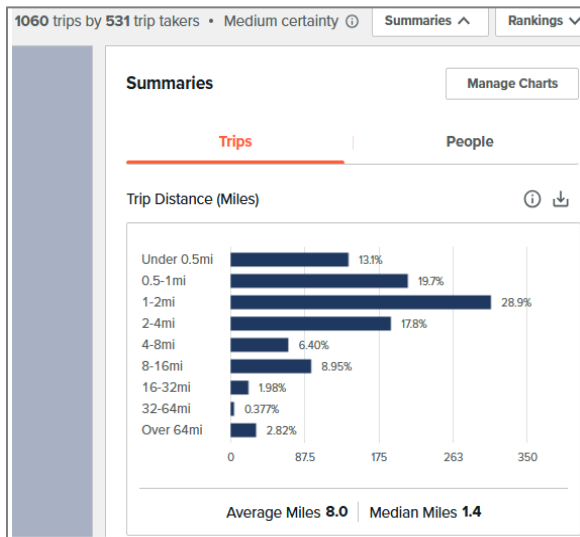 1060 trips by 531 trip takers • Medium certainty Summaries Rankings
Summaries Manage Charts
Trips People
Trip Distance (Miles)
Under 0.5mi 13.1%
0.5-1mi 19.7%
1-2mi 28.9%
2-4mi 17.8%
4-8mi 6.40%
8-16mi 8.95%
16-32mi 1.98%
32-64mi 0.377%
Over 64mi 2.82%
0 87.5 175 263 350
Average Miles 8.0 Median Miles 1.4